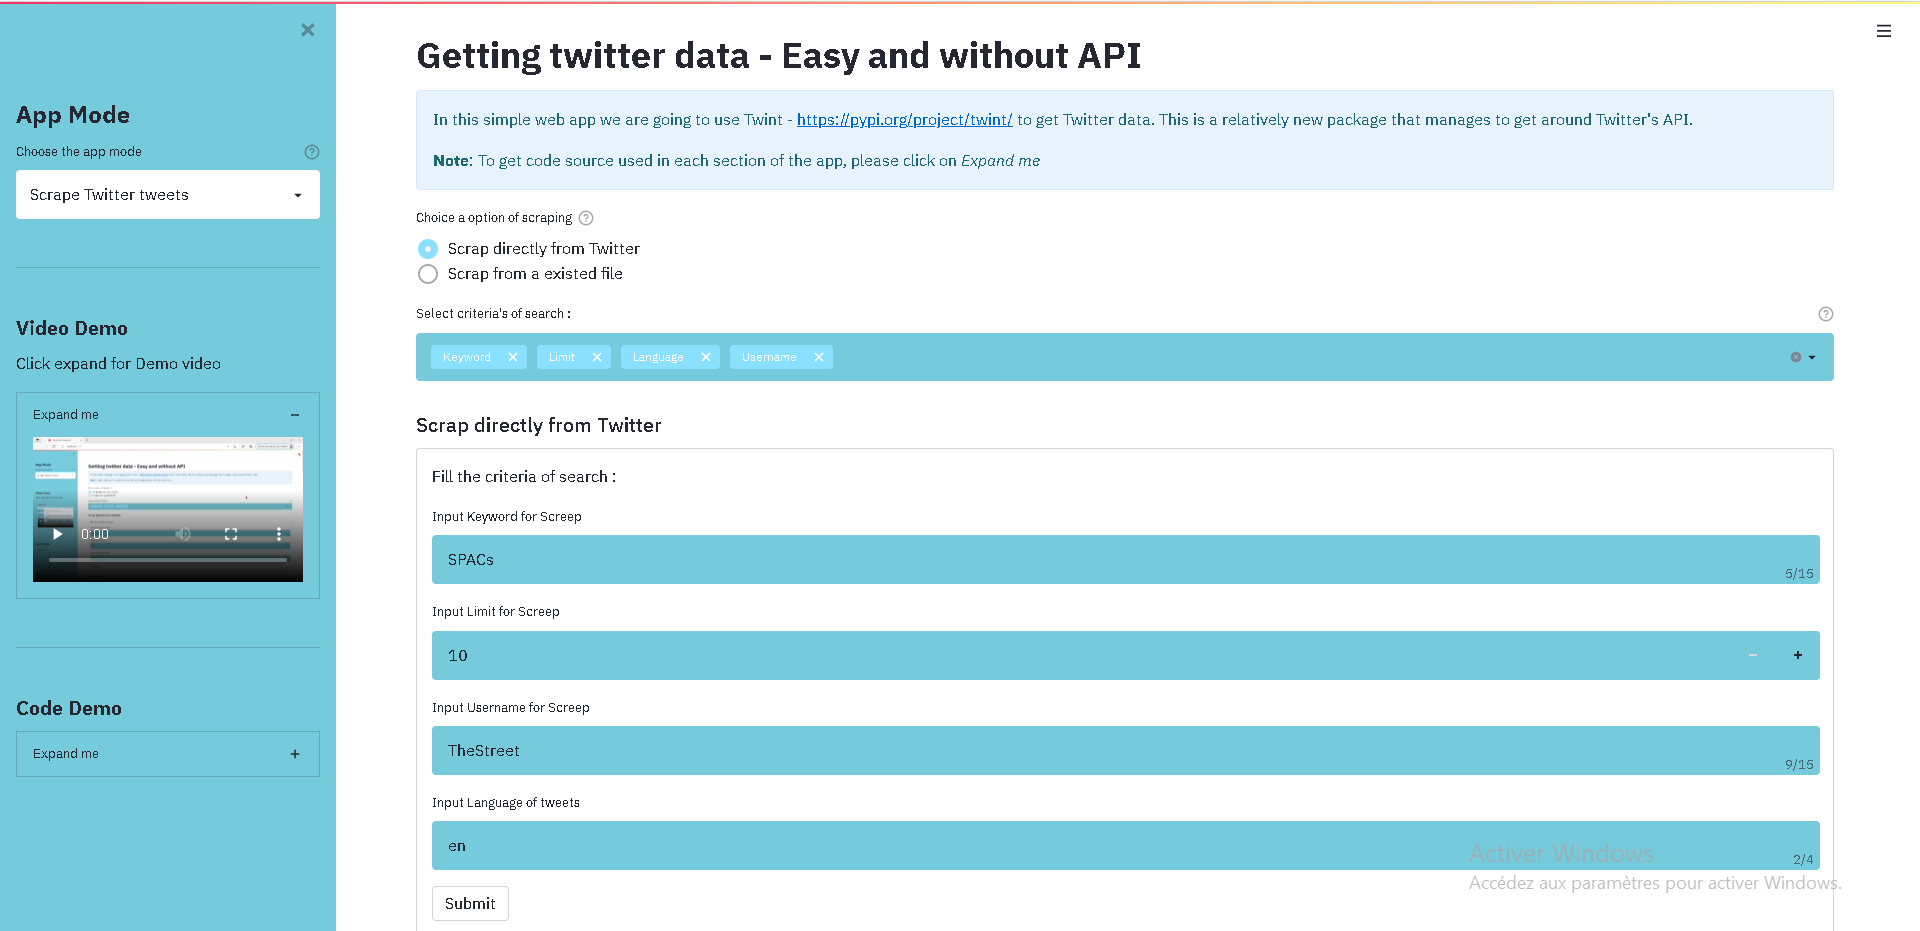 App Mode
Choose the app mode
Scrape Twitter tweets
Video Demo
Click expand for Demo video
Expand me
Getting twitter data - Easy and without API
0:00
Code Demo
Expand me
Getting twitter data - Easy and without API
In this simple web app we are going to use Twint - https://pypi.org/project/twint/ to get Twitter data. This is a relatively new package that manages to get around Twitter's API.
Note: To get code source used in each section of the app, please click on Expand me
Choice a option of scraping
Scrap directly from Twitter
Scrap from a existed file
Select criteria's of search :
Keyword Limit Language Username
Scrap directly from Twitter
Fill the criteria of search :
Input Keyword for Screep
SPACs
5/15
Input Limit for Screep
10
Input Username for Screep
TheStreet
9/15
Input Language of tweets
en
2/4
Submit
Activer Windows
Accédez aux paramètres pour activer Windows.